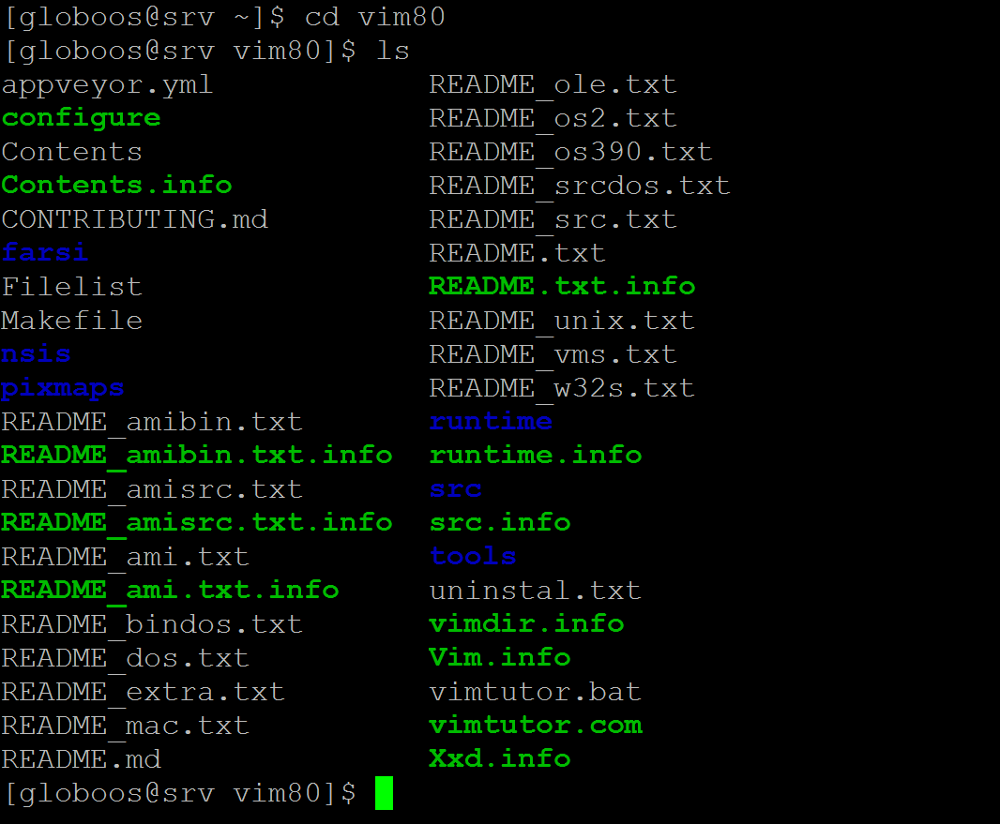 [globoos@srv ~]$ cd vim80
[globoos@srv vim80]$ ls
appveyor.yml README_ole.txt
configure README_os2.txt
Contents README_os390.txt
Contents.info README_srcdos.txt
CONTRIBUTING.md README_src.txt
farsi README.txt
Filelist README.txt.info
Makefile README_unix.txt
nsis README_vms.txt
pixmaps README_w32s.txt
README_amibin.txt runtime
README_amibin.txt.info runtime.info
README_amisrc.txt src
README_amisrc.txt.info src.info
README_ami.txt tools
README_ami.txt.info uninstal.txt
README_bindos.txt vimdir.info
README_dos.txt Vim.info
README_extra.txt vimtutor.bat
README_mac.txt vimtutor.com
README.md Xxd.info
[globoos@srv vim80]$